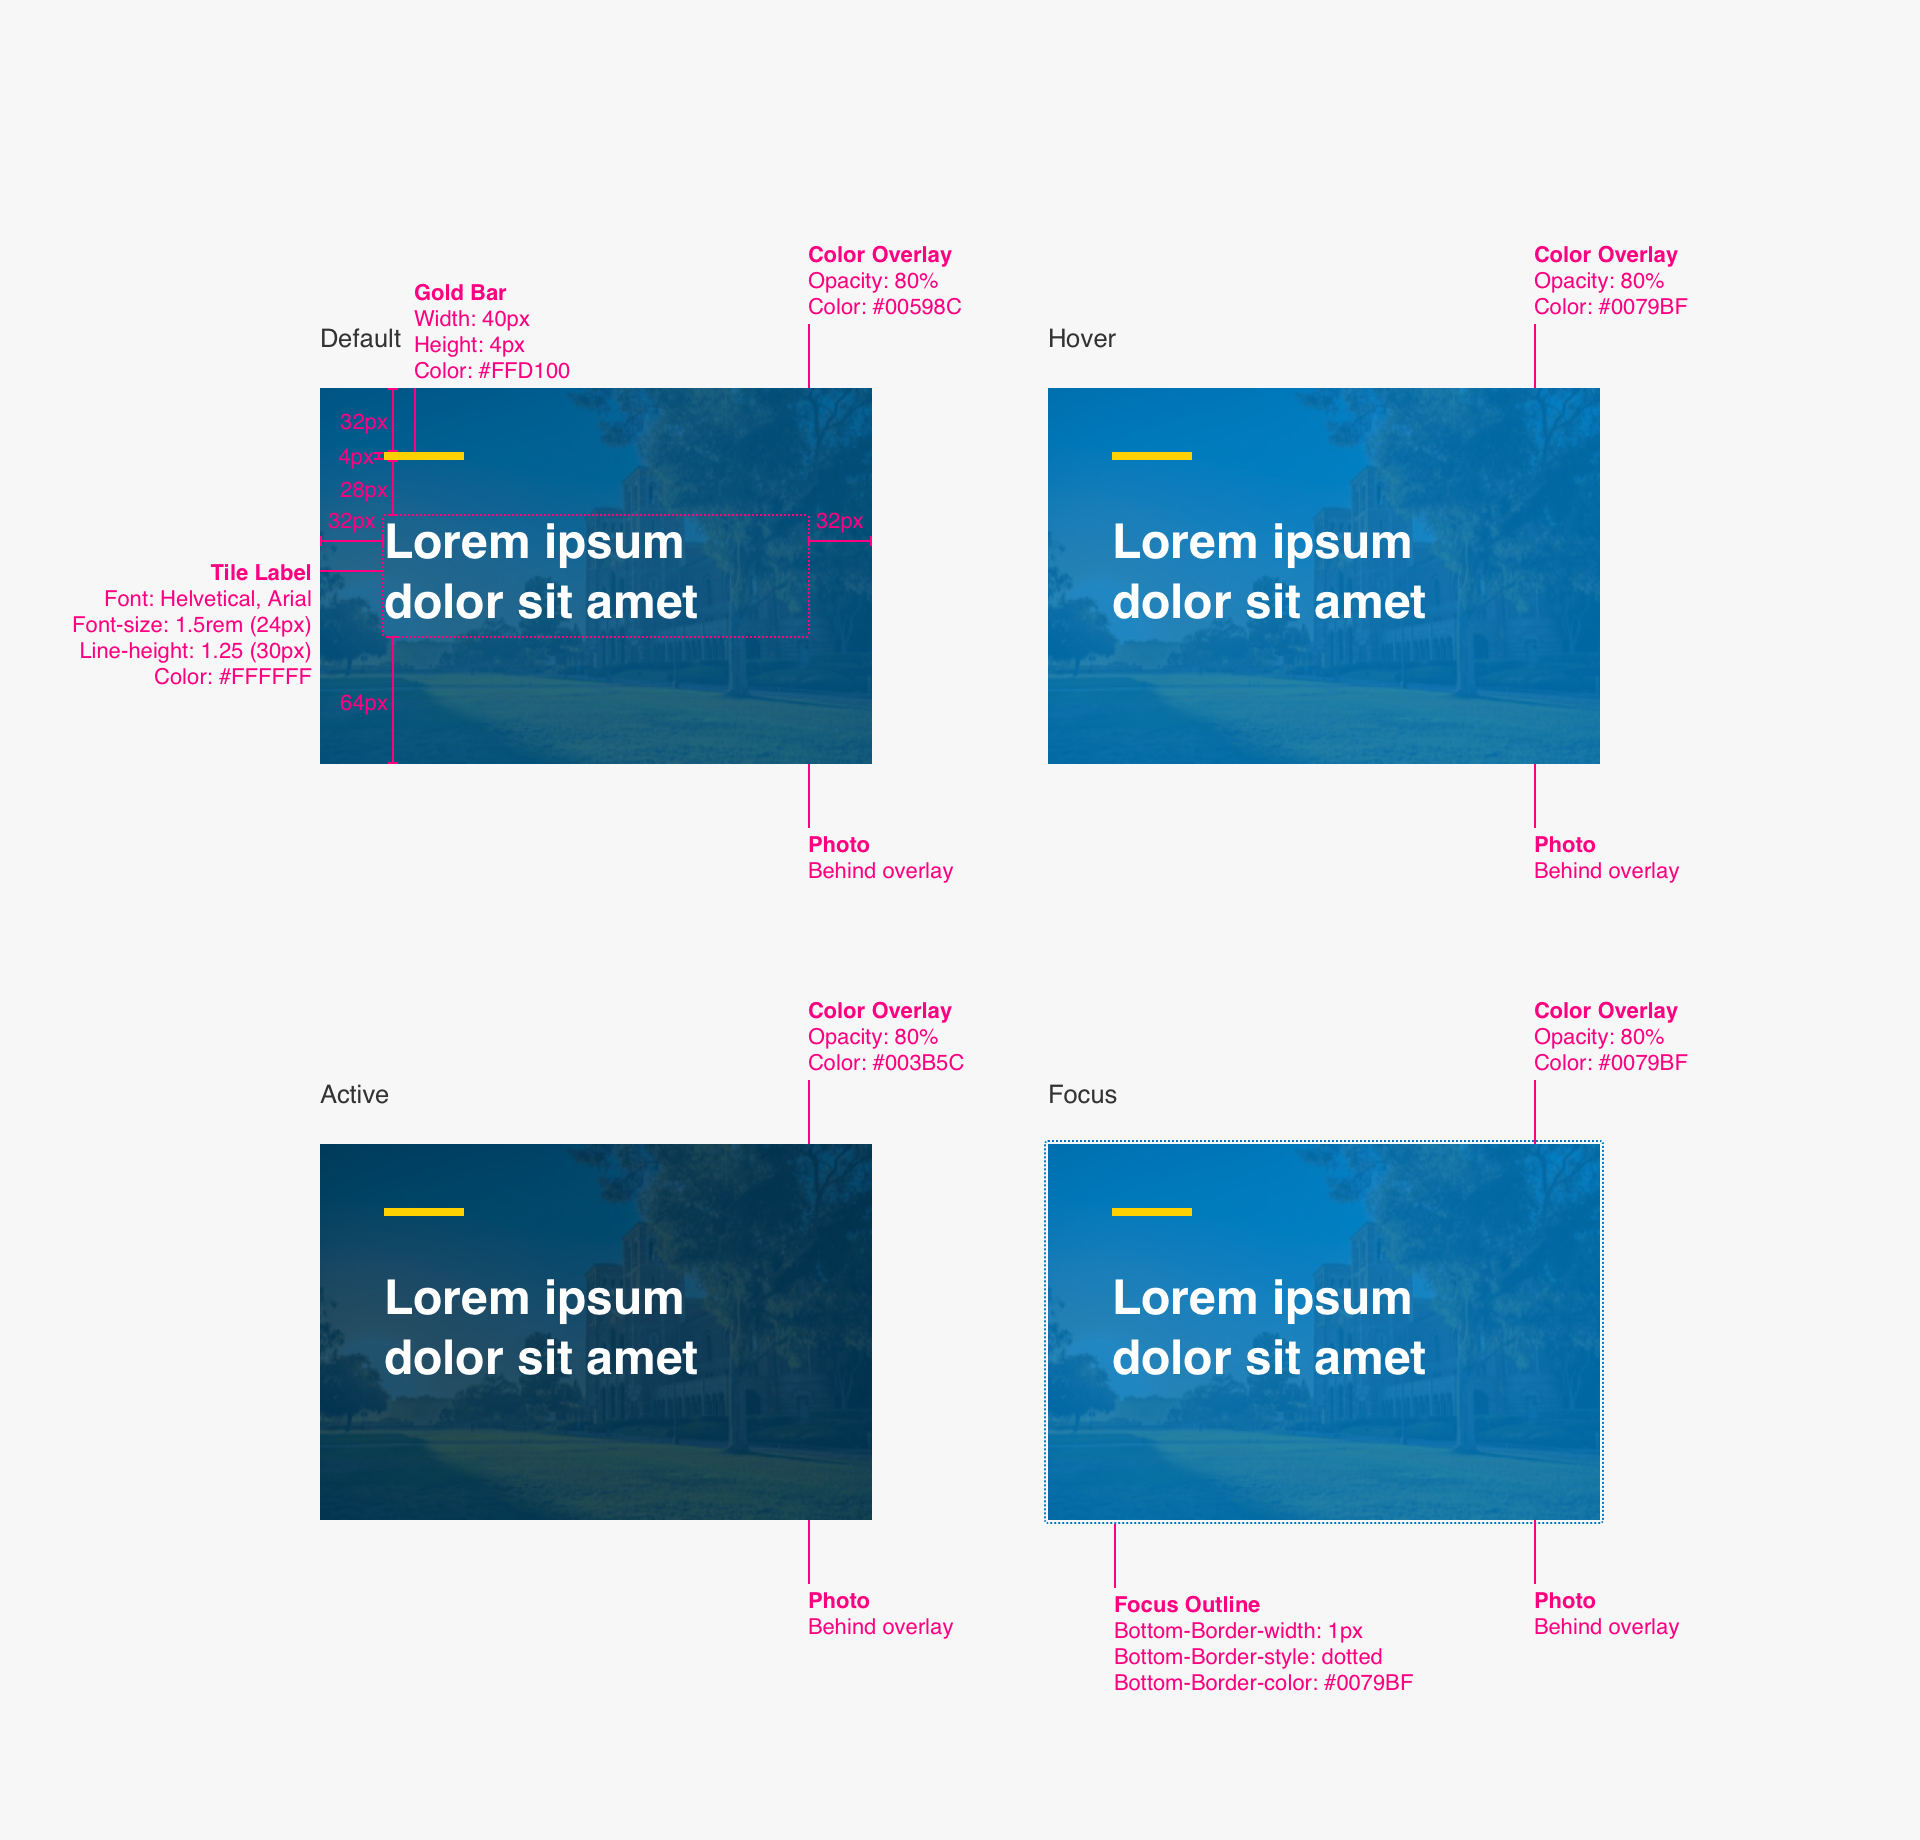 Default
Gold Bar
Width: 40px
Height: 4px
Color: #FFD100
Color Overlay
Opacity: 80%
Color: #00598C
32px
4px
28px
32px
32px
Lorem ipsum
dolor sit amet
Tile Label
Font: Helvetical, Arial
Font-size: 1.5rem (24px)
Line-height: 1.25 (30px)
Color: #FFFFFF
64px
Photo
Behind overlay
Hover
Color Overlay
Opacity: 80%
Color: #0079BF
Lorem ipsum
dolor sit amet
Photo
Behind overlay
Active
Color Overlay
Opacity: 80%
Color: #003B5C
Lorem ipsum
dolor sit amet
Photo
Behind overlay
Focus
Color Overlay
Opacity: 80%
Color: #0079BF
Lorem ipsum
dolor sit amet
Focus Outline
Bottom-Border-width: 1px
Bottom-Border-style: dotted
Bottom-Border-color: #0079BF
Photo
Behind overlay